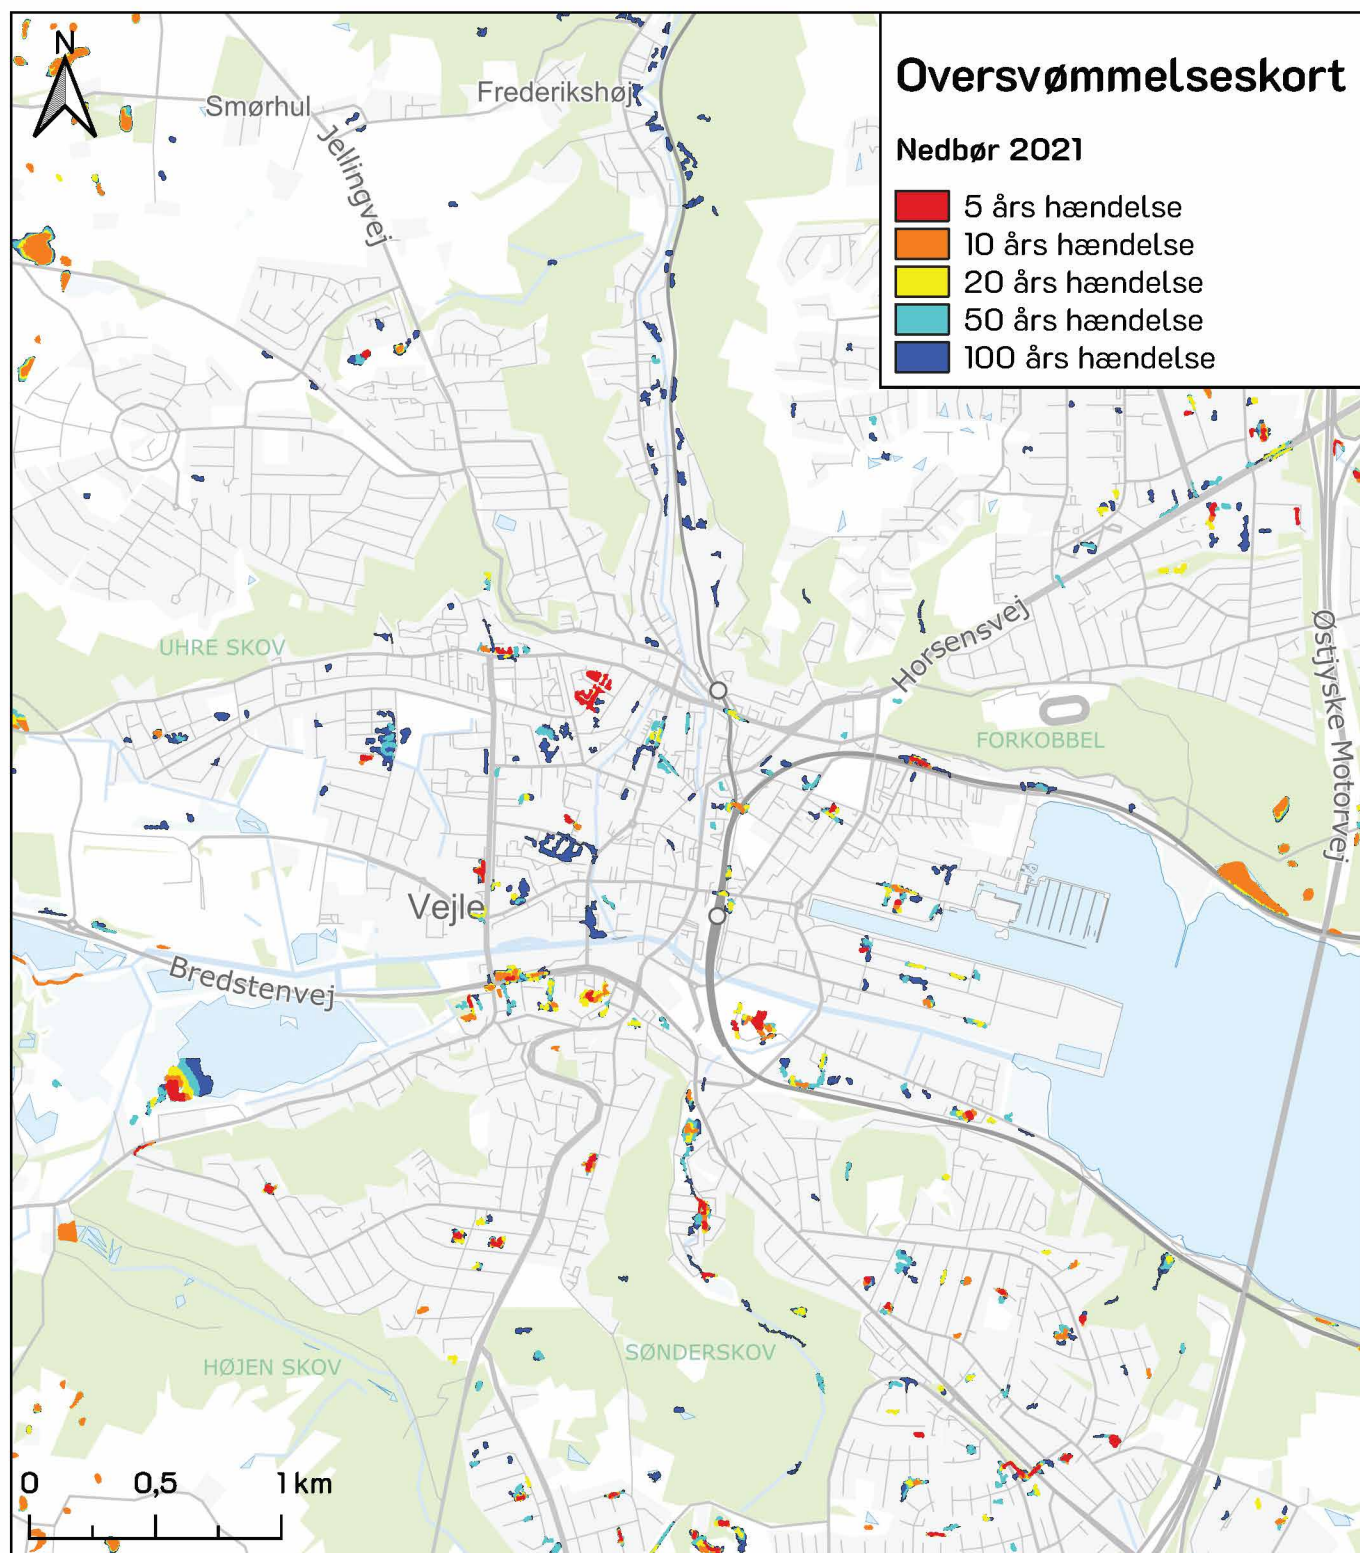 N
Smørhul
Frederikshøj
Jellingvej
Oversvømmelseskort
Nedbør 2021
5 års hændelse
10 års hændelse
20 års hændelse
50 års hændelse
100 års hændelse
UHRE SKOV
Horsensvej
Østjyske Motorvej
FORKOBBEL
Vejle
Bredstenvej
HØJEN SKOV
SØNDERSKOV
0 0,5 1 km